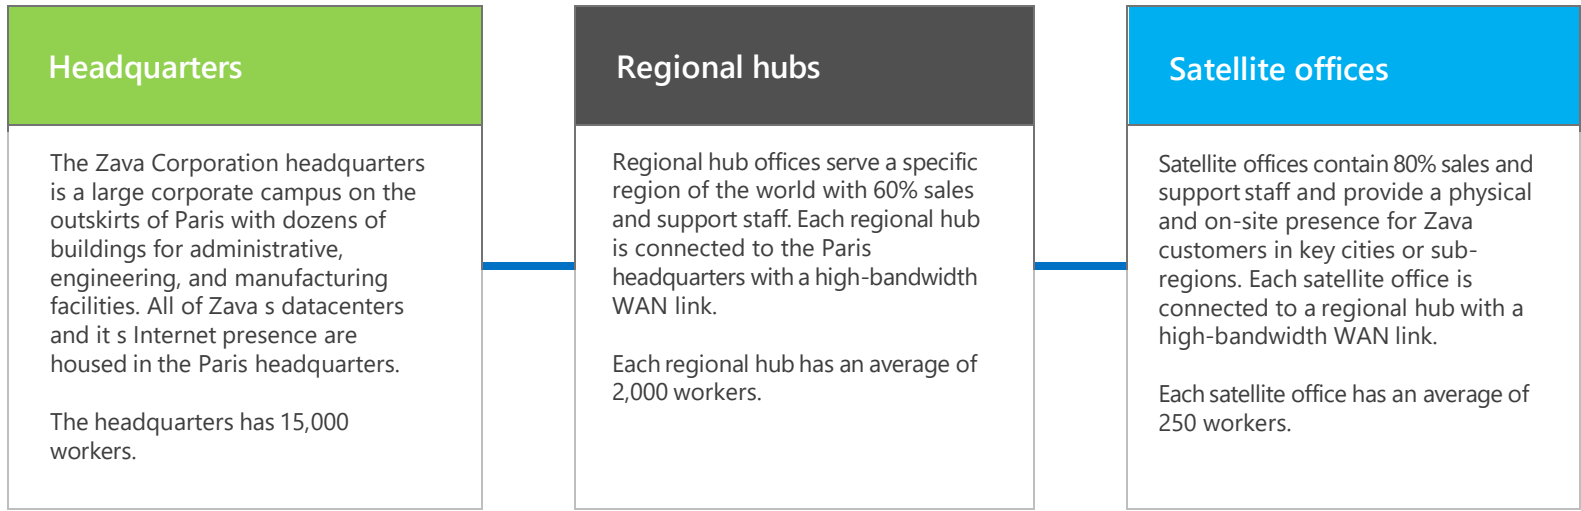 Headquarters
The Zava Corporation headquarters
is a large corporate campus on the
outskirts of Paris with dozens of
buildings for administrative,
engineering, and manufacturing
facilities. All of Zava s datacenters
and it s Internet presence are
housed in the Paris headquarters.
The headquarters has 15,000
workers.
Regional hubs
Regional hub offices serve a specific
region of the world with 60% sales
and support staff. Each regional hub
is connected to the Paris
headquarters with a high-bandwidth
WAN link.
Each regional hub has an average of
2,000 workers.
Satellite offices
Satellite offices contain 80% sales and
support staff and provide a physical
and on-site presence for Zava
customers in key cities or sub-
regions. Each satellite office is
connected to a regional hub with a
high-bandwidth WAN link.
Each satellite office has an average of
250 workers.